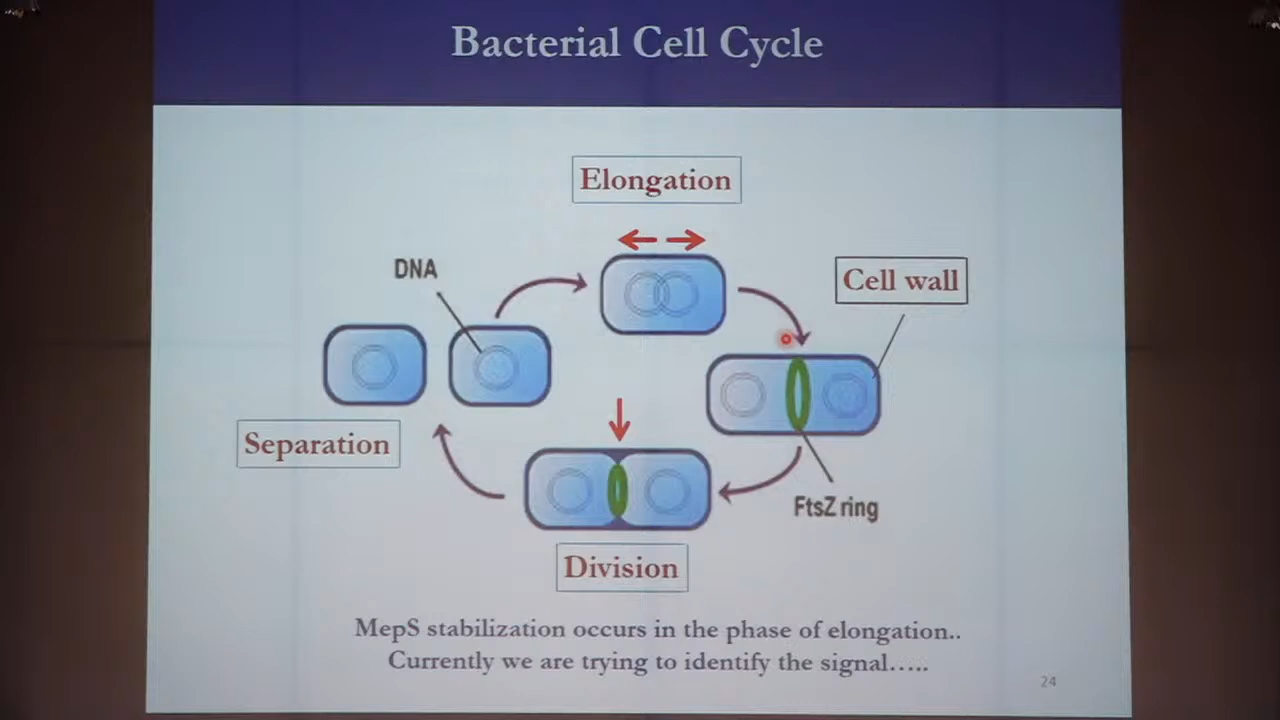 Bacterial Cell Cycle
Elongation
DNA
Cell wall
Separation
FtsZ ring
Division
MepS stabilization occurs in the phase of elongation..
Currently we are trying to identify the signal.....
24